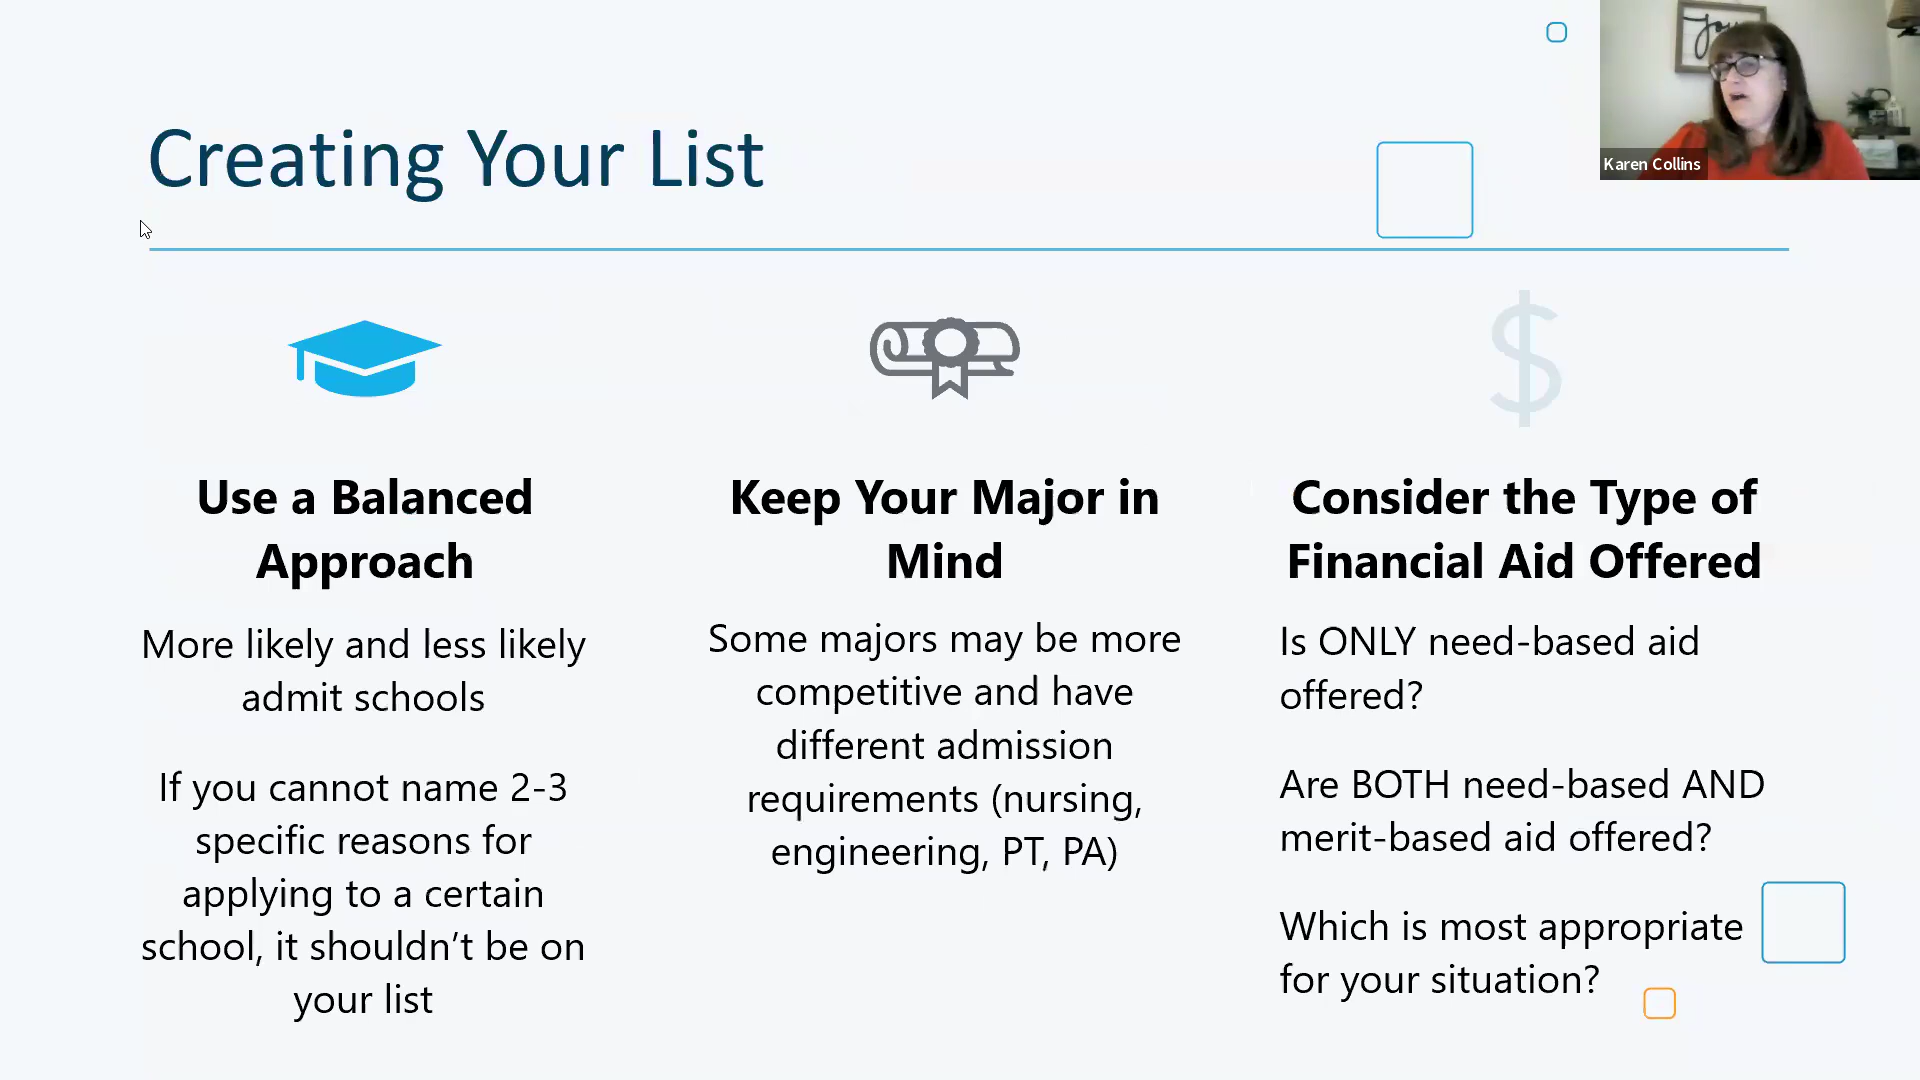 Creating Your List
Karen Collins
Use a Balanced
Approach
More likely and less likely
admit schools
If you cannot name 2-3
specific reasons for
applying to a certain
school, it shouldn’t be on
your list
Keep Your Major in
Mind
Some majors may be more
competitive and have
different admission
requirements (nursing,
engineering, PT, PA)
$
Consider the Type of
Financial Aid Offered
Is ONLY need-based aid
offered?
Are BOTH need-based AND
merit-based aid offered?
Which is most appropriate
for your situation?